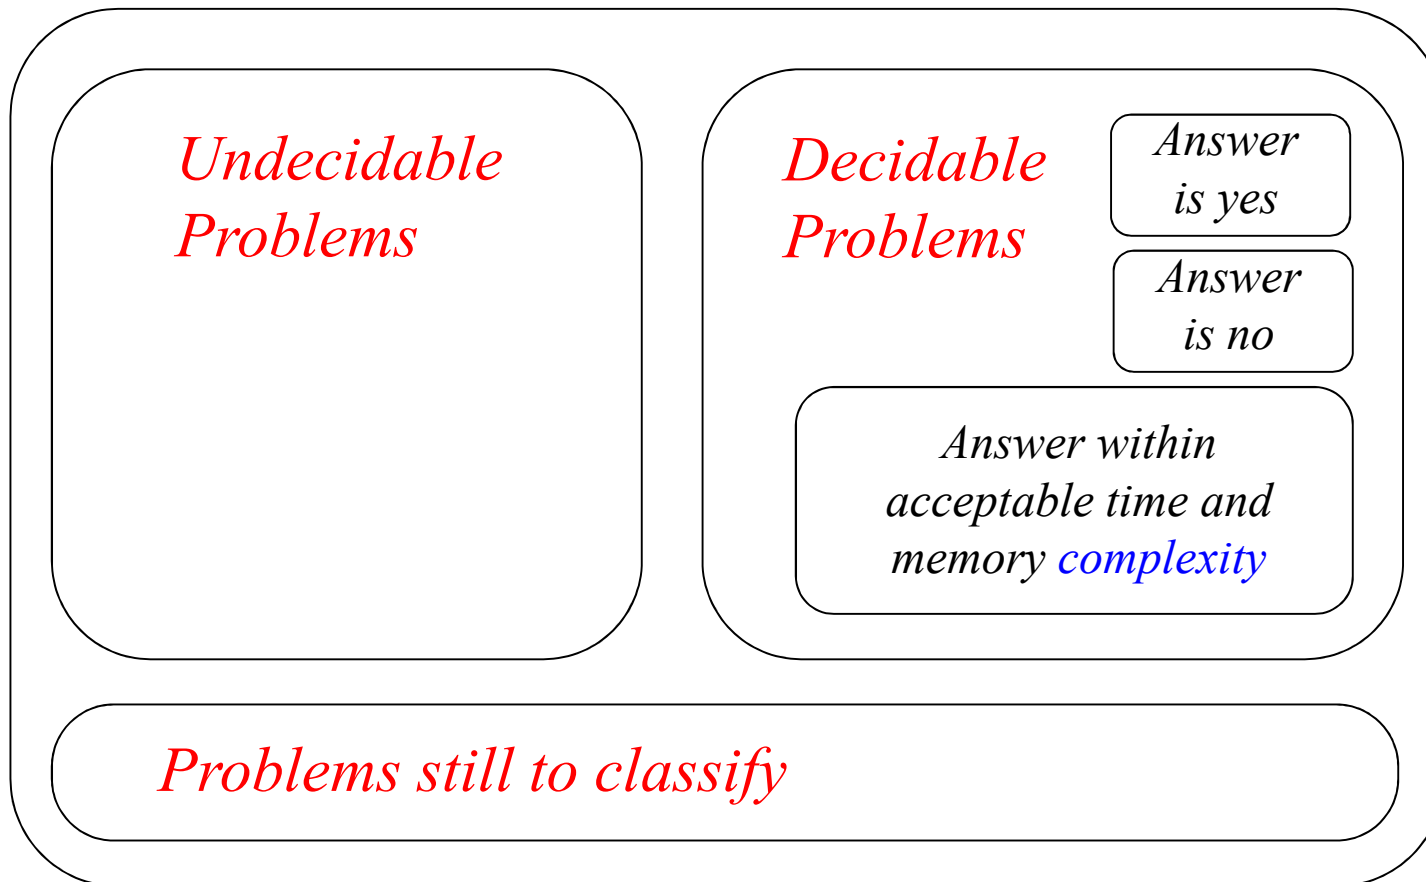 Undecidable
Problems
Decidable
Problems
Answer
is yes
Answer
is no
Answer within
acceptable time and
memory complexity
Problems still to classify